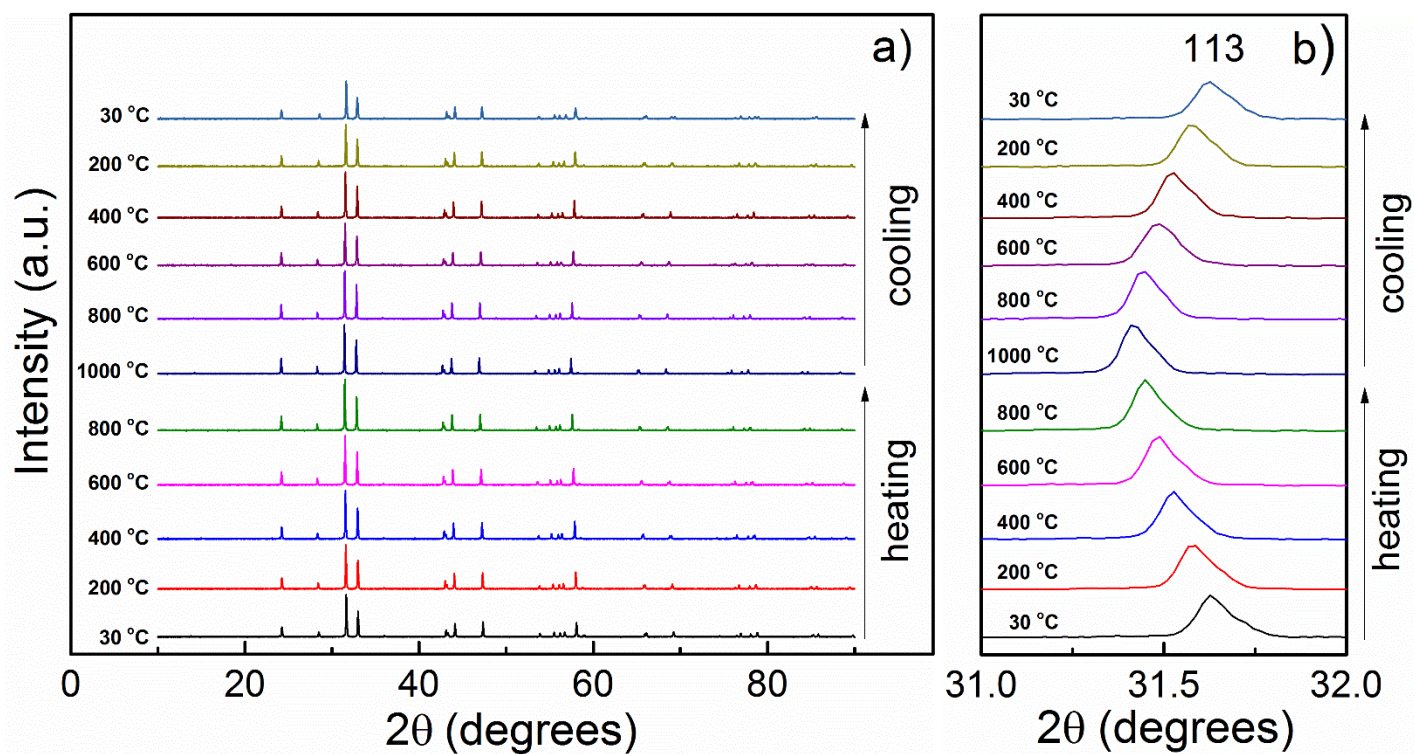 a)
30 °C
200 °C
400 °C
600 °C
800 °C
1000 °C
800 °C
600 °C
400 °C
200 °C
30 °C
cooling
heating
Intensity (a.u.)
0 20 40 60 80
2θ (degrees)
b)
113
30 °C
200 °C
400 °C
600 °C
800 °C
1000 °C
800 °C
600 °C
400 °C
200 °C
30 °C
cooling
heating
31.0 31.5 32.0
2θ (degrees)